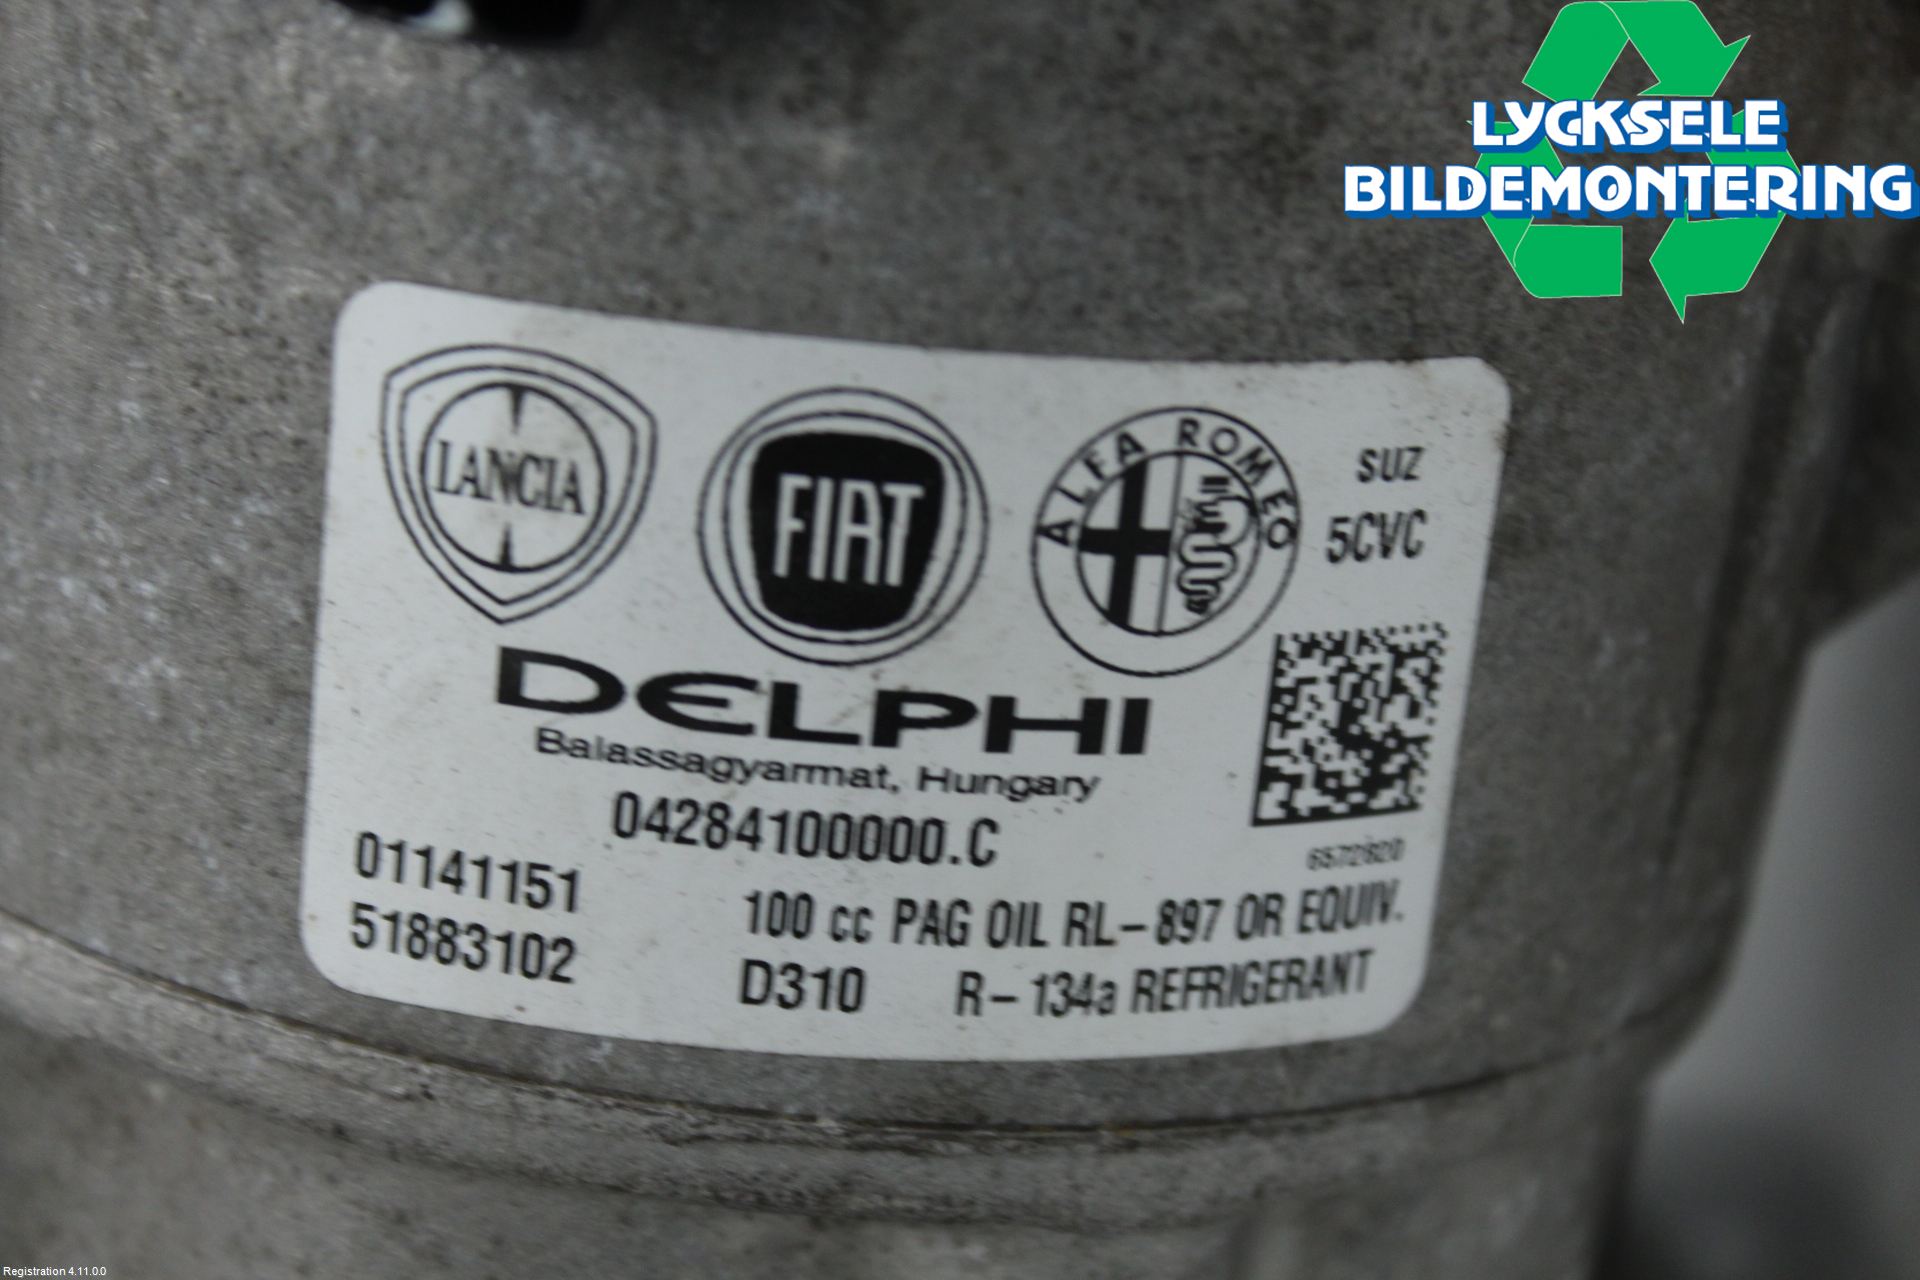 LYCKSELE
BILDEMONTERING
LANCIA
FIAT
ALFA ROMEO
SUZ
5CVC
DELPHI
Balassagyarmat, Hungary
04284100000.C
6572820
01141151
51883102
100 cc PAG OIL RL-897 OR EQUIV.
D310 R-134a REFRIGERANT
Registration 4.11.0.0